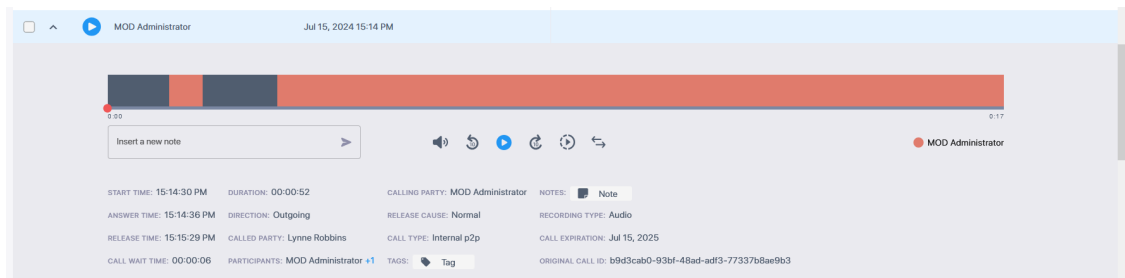 MOD Administrator Jul 15, 2024 15:14 PM
0:00 0:17
Insert a new note 10 10 MOD Administrator
START TIME: 15:14:30 PM DURATION: 00:00:52 CALLING PARTY: MOD Administrator NOTES: Note
ANSWER TIME: 15:14:36 PM DIRECTION: Outgoing RELEASE CAUSE: Normal RECORDING TYPE: Audio
RELEASE TIME: 15:15:29 PM CALLED PARTY: Lynne Robbins CALL TYPE: Internal p2p CALL EXPIRATION: Jul 15, 2025
CALL WAIT TIME: 00:00:06 PARTICIPANTS: MOD Administrator +1 TAGS: Tag ORIGINAL CALL ID: b9d3cab0-93bf-48ad-adf3-77337b8ae9b3